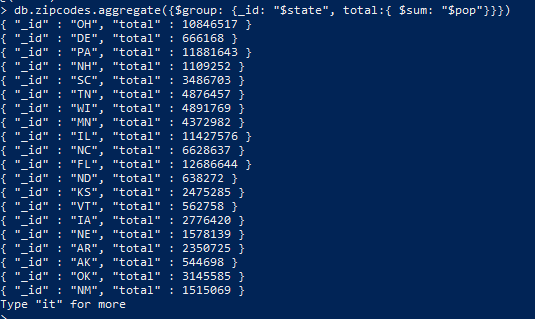 > db.zipcodes.aggregate({$group: {_id: "$state", total:{ $sum: "$pop"}}})
{ "_id" : "OH", "total" : 10846517 }
{ "_id" : "DE", "total" : 666168 }
{ "_id" : "PA", "total" : 11881643 }
{ "_id" : "NH", "total" : 1109252 }
{ "_id" : "SC", "total" : 3486703 }
{ "_id" : "TN", "total" : 4876457 }
{ "_id" : "WI", "total" : 4891769 }
{ "_id" : "MN", "total" : 4372982 }
{ "_id" : "IL", "total" : 11427576 }
{ "_id" : "NC", "total" : 6628637 }
{ "_id" : "FL", "total" : 12686644 }
{ "_id" : "ND", "total" : 638272 }
{ "_id" : "KS", "total" : 2475285 }
{ "_id" : "VT", "total" : 562758 }
{ "_id" : "IA", "total" : 2776420 }
{ "_id" : "NE", "total" : 1578139 }
{ "_id" : "AR", "total" : 2350725 }
{ "_id" : "AK", "total" : 544698 }
{ "_id" : "OK", "total" : 3145585 }
{ "_id" : "NM", "total" : 1515069 }
Type "it" for more
>